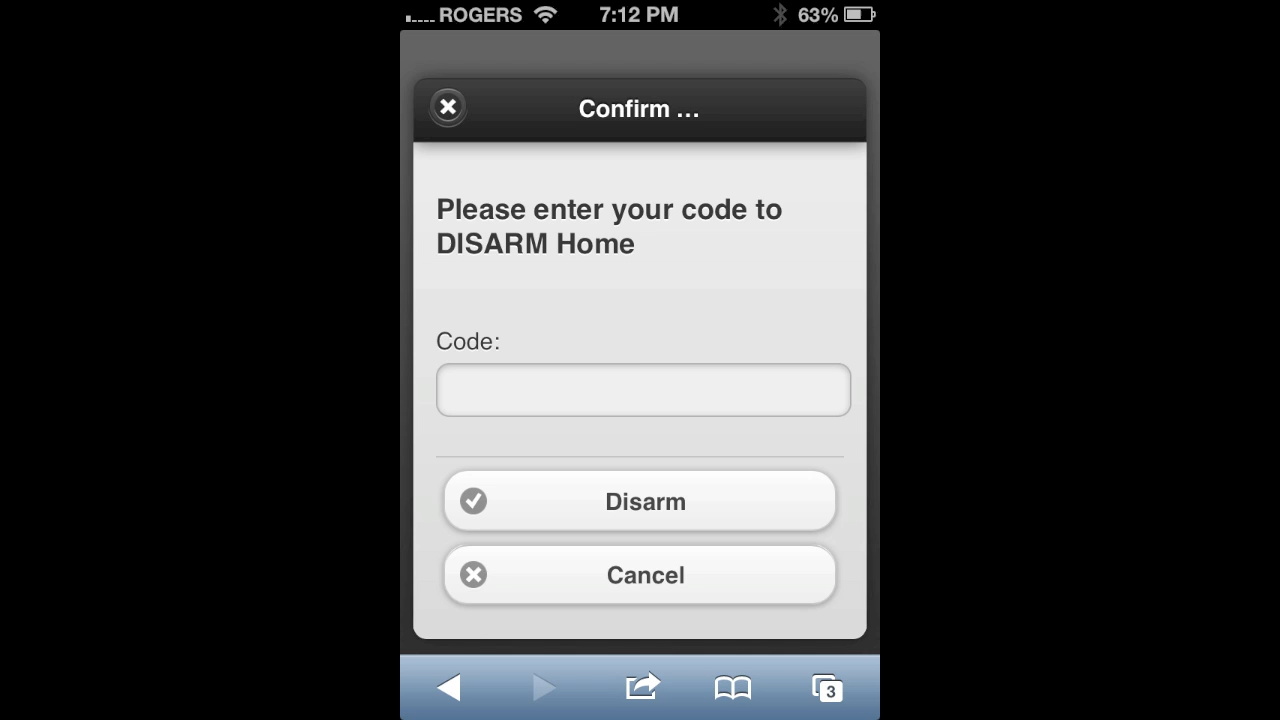 ROGERS 7:12 PM 63%
Confirm ...
Please enter your code to
DISARM Home
Code:
Disarm
Cancel
3